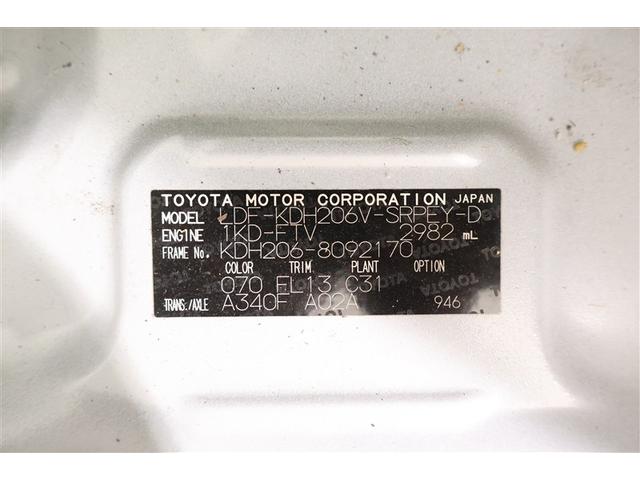 TOYOTA MOTOR CORPORATION JAPAN
MODEL LDF-KDH206V-SRPEY-D
ENGINE 1KD-FTV 2982 mL
FRAME No. KDH206-8092170
COLOR TRIM PLANT OPTION
070 FL13 C31
TRANS./AXLE A340F A02A 946